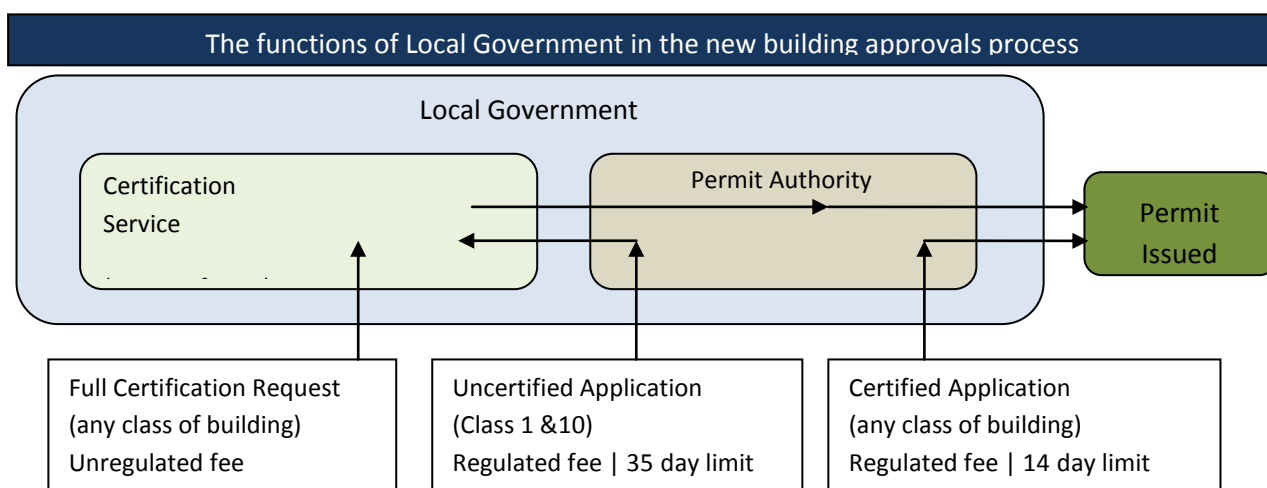 The functions of Local Government in the new building approvals process
Local Government
Certification
Service
Permit Authority
Permit
Issued
Full Certification Request
(any class of building)
Unregulated fee
Uncertified Application
(Class 1 &10)
Regulated fee | 35 day limit
Certified Application
(any class of building)
Regulated fee | 14 day limit